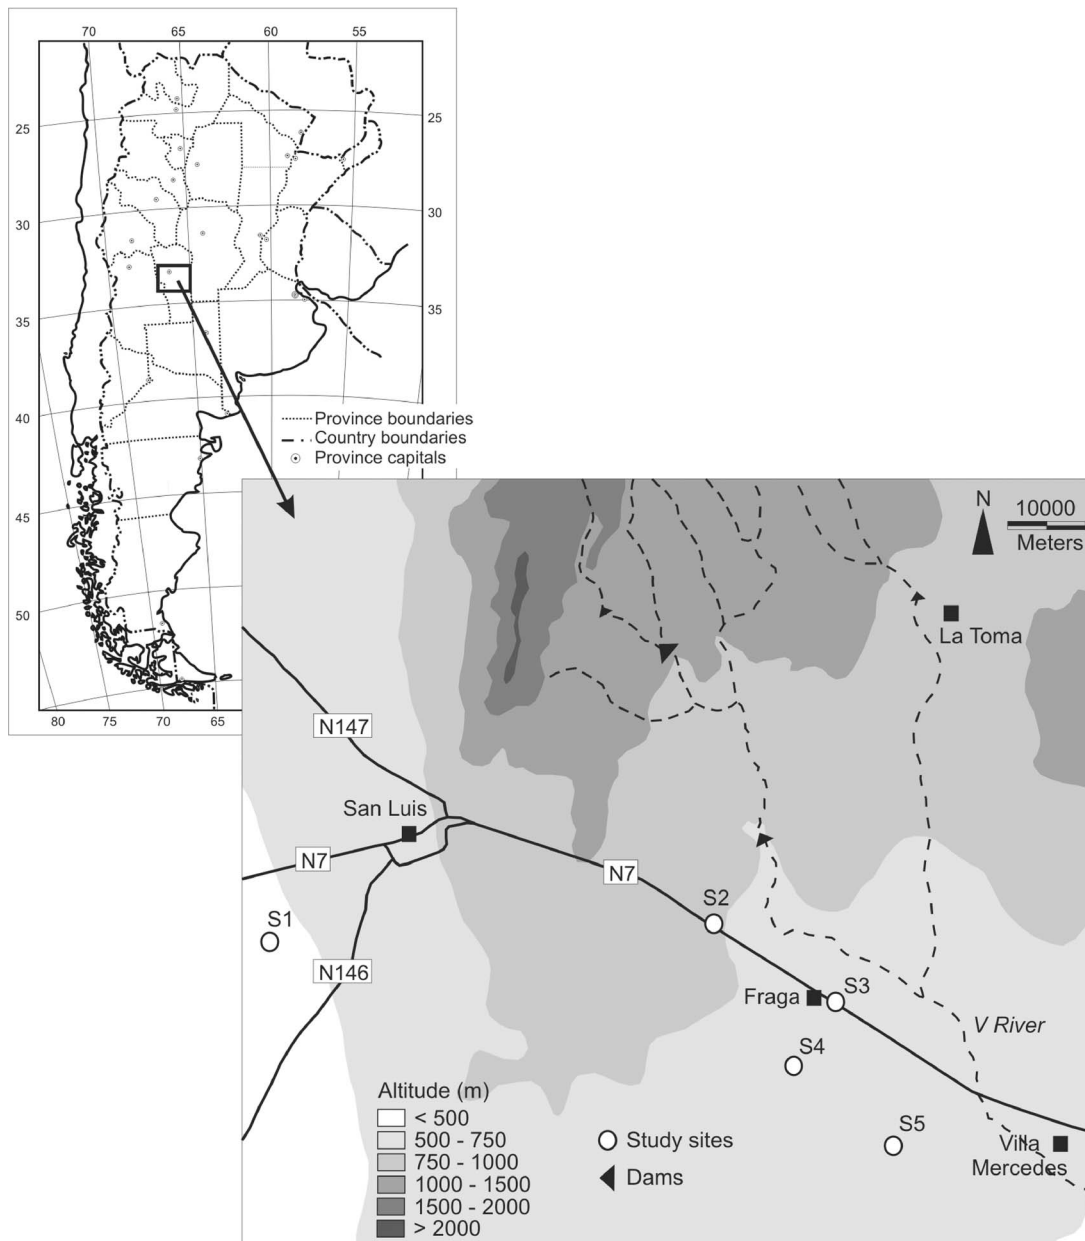 70 65 60 55
25 25
30 30
35 35
40
45
50
80 75 70 65
Province boundaries
Country boundaries
Province capitals
N
10000
Meters
La Toma
N147
San Luis
N7
N7
S2
S1
N146
Fraga
S3
V River
S4
S5
Villa
Mercedes
Altitude (m)
< 500
500 - 750
750 - 1000
1000 - 1500
1500 - 2000
> 2000
Study sites
Dams